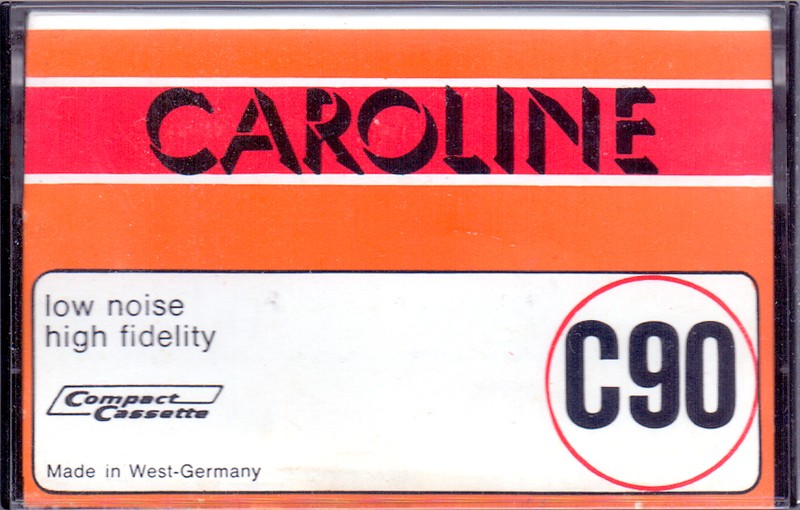 CAROLINE
low noise
high fidelity
C90
Compact
Cassette
Made in West-Germany